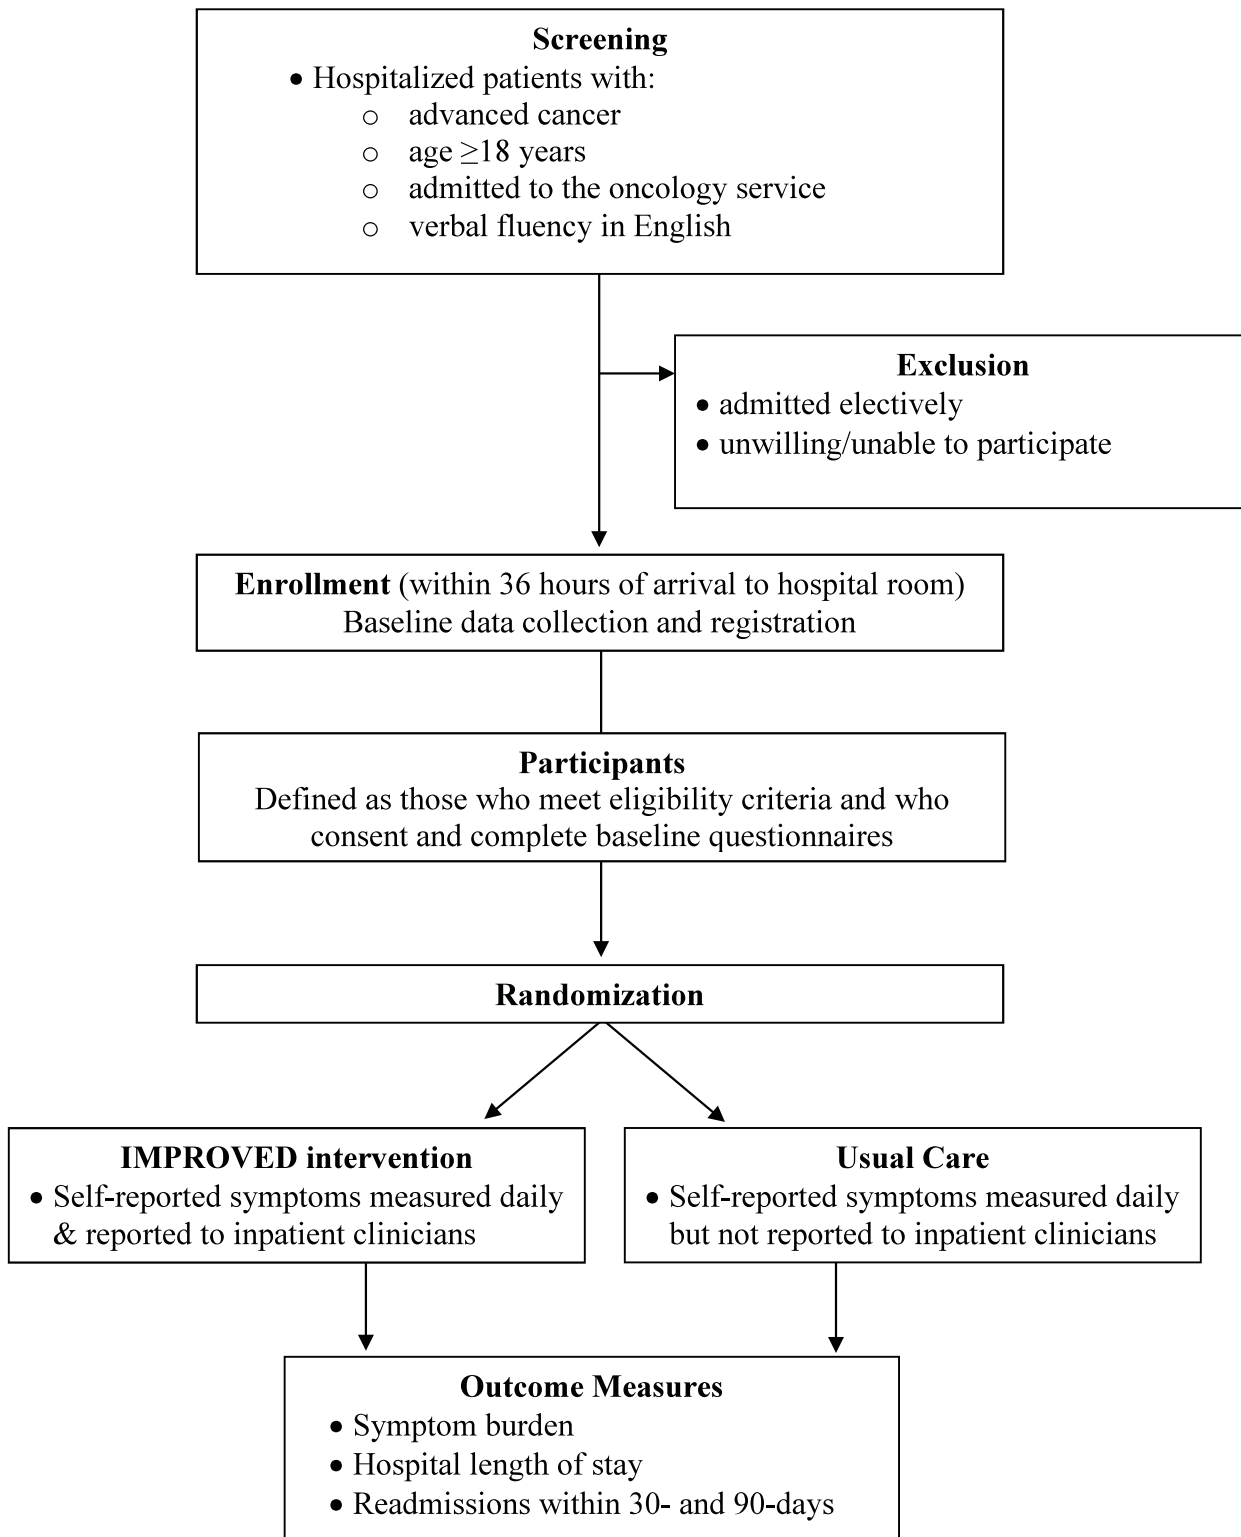 Screening
• Hospitalized patients with:
o advanced cancer
o age ≥18 years
o admitted to the oncology service
o verbal fluency in English
Exclusion
• admitted electively
• unwilling/unable to participate
Enrollment (within 36 hours of arrival to hospital room)
Baseline data collection and registration
Participants
Defined as those who meet eligibility criteria and who
consent and complete baseline questionnaires
Randomization
IMPROVED intervention
• Self-reported symptoms measured daily
& reported to inpatient clinicians
Usual Care
• Self-reported symptoms measured daily
but not reported to inpatient clinicians
Outcome Measures
• Symptom burden
• Hospital length of stay
• Readmissions within 30- and 90-days